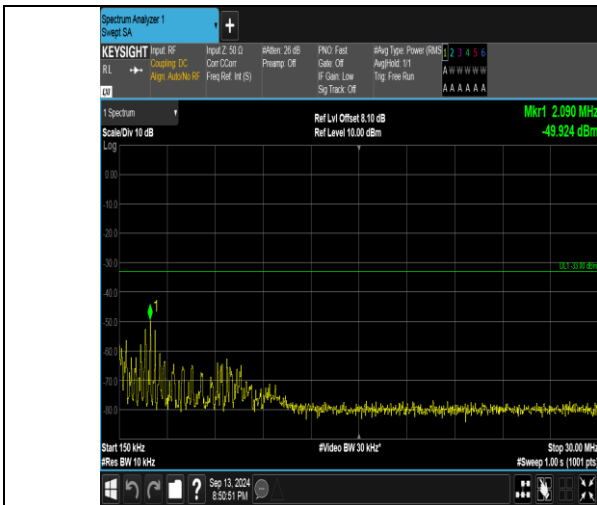 Spectrum Analyzer 1
Swept SA
+
KEYSIGHT
RL
LXI
Input: RF
Coupling: DC
Align: Auto/No RF
Input Z: 50 Ω
Corr CCorr
Freq Ref: Int (S)
#Atten: 26 dB
Preamp: Off
PNO: Fast
Gate: Off
IF Gain: Low
Sig Track: Off
#Avg Type: Power (RMS
Avg|Hold: 1/1
Trig: Free Run
1 2 3 4 5 6
A W W W W W
A A A A A A
1 Spectrum
Scale/Div 10 dB
Ref Lvl Offset 8.10 dB
Ref Level 10.00 dBm
Mkr1 2.090 MHz
-49.924 dBm
Log
0.00
-10.0
-20.0
-30.0
DL1 -33.00 dBm
-40.0
1
-50.0
-60.0
-70.0
-80.0
Start 150 kHz
#Video BW 30 kHz*
Stop 30.00 MHz
#Res BW 10 kHz
#Sweep 1.00 s (1001 pts)
?
Sep 13, 2024
8:50:51 PM